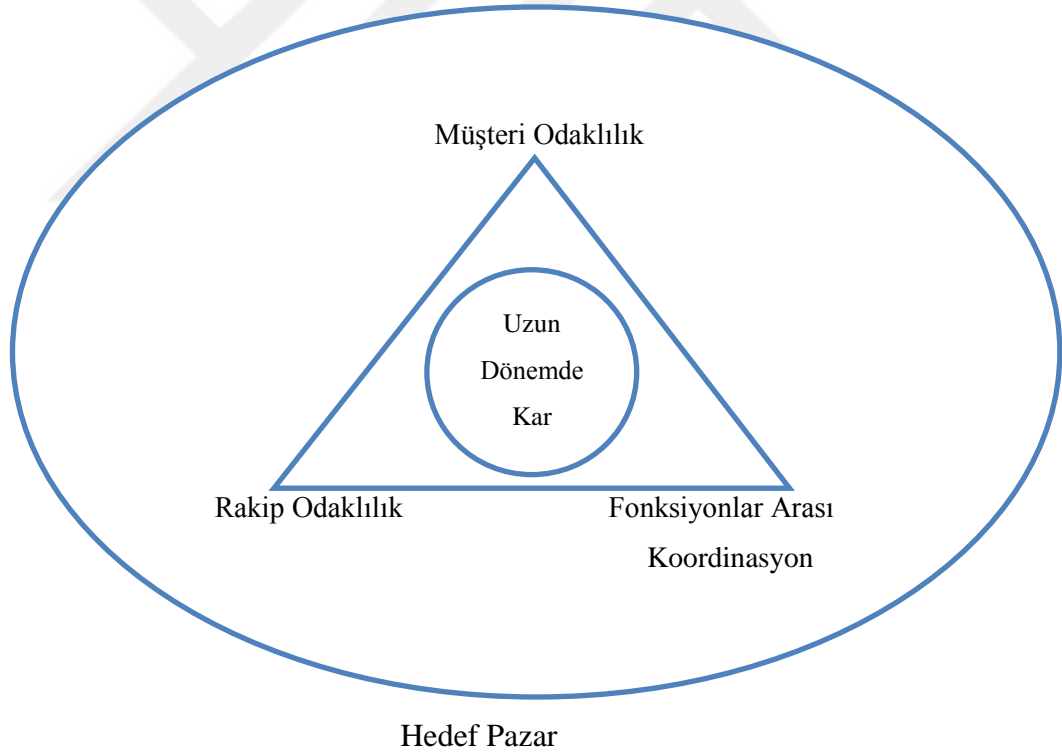 Müşteri Odaklılık
Uzun
Dönemde
Kar
Rakip Odaklılık
Fonksiyonlar Arası
Koordinasyon
Hedef Pazar